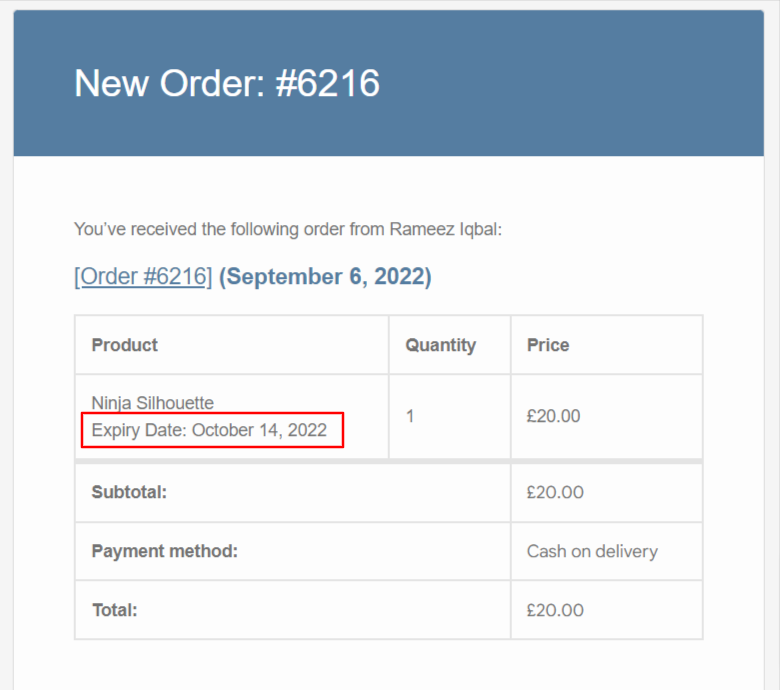 New Order: #6216
You've received the following order from Rameez Iqbal:
[Order #6216] (September 6, 2022)
Product Quantity Price
Ninja Silhouette
Expiry Date: October 14, 2022
1 £20.00
Subtotal: £20.00
Payment method: Cash on delivery
Total: £20.00